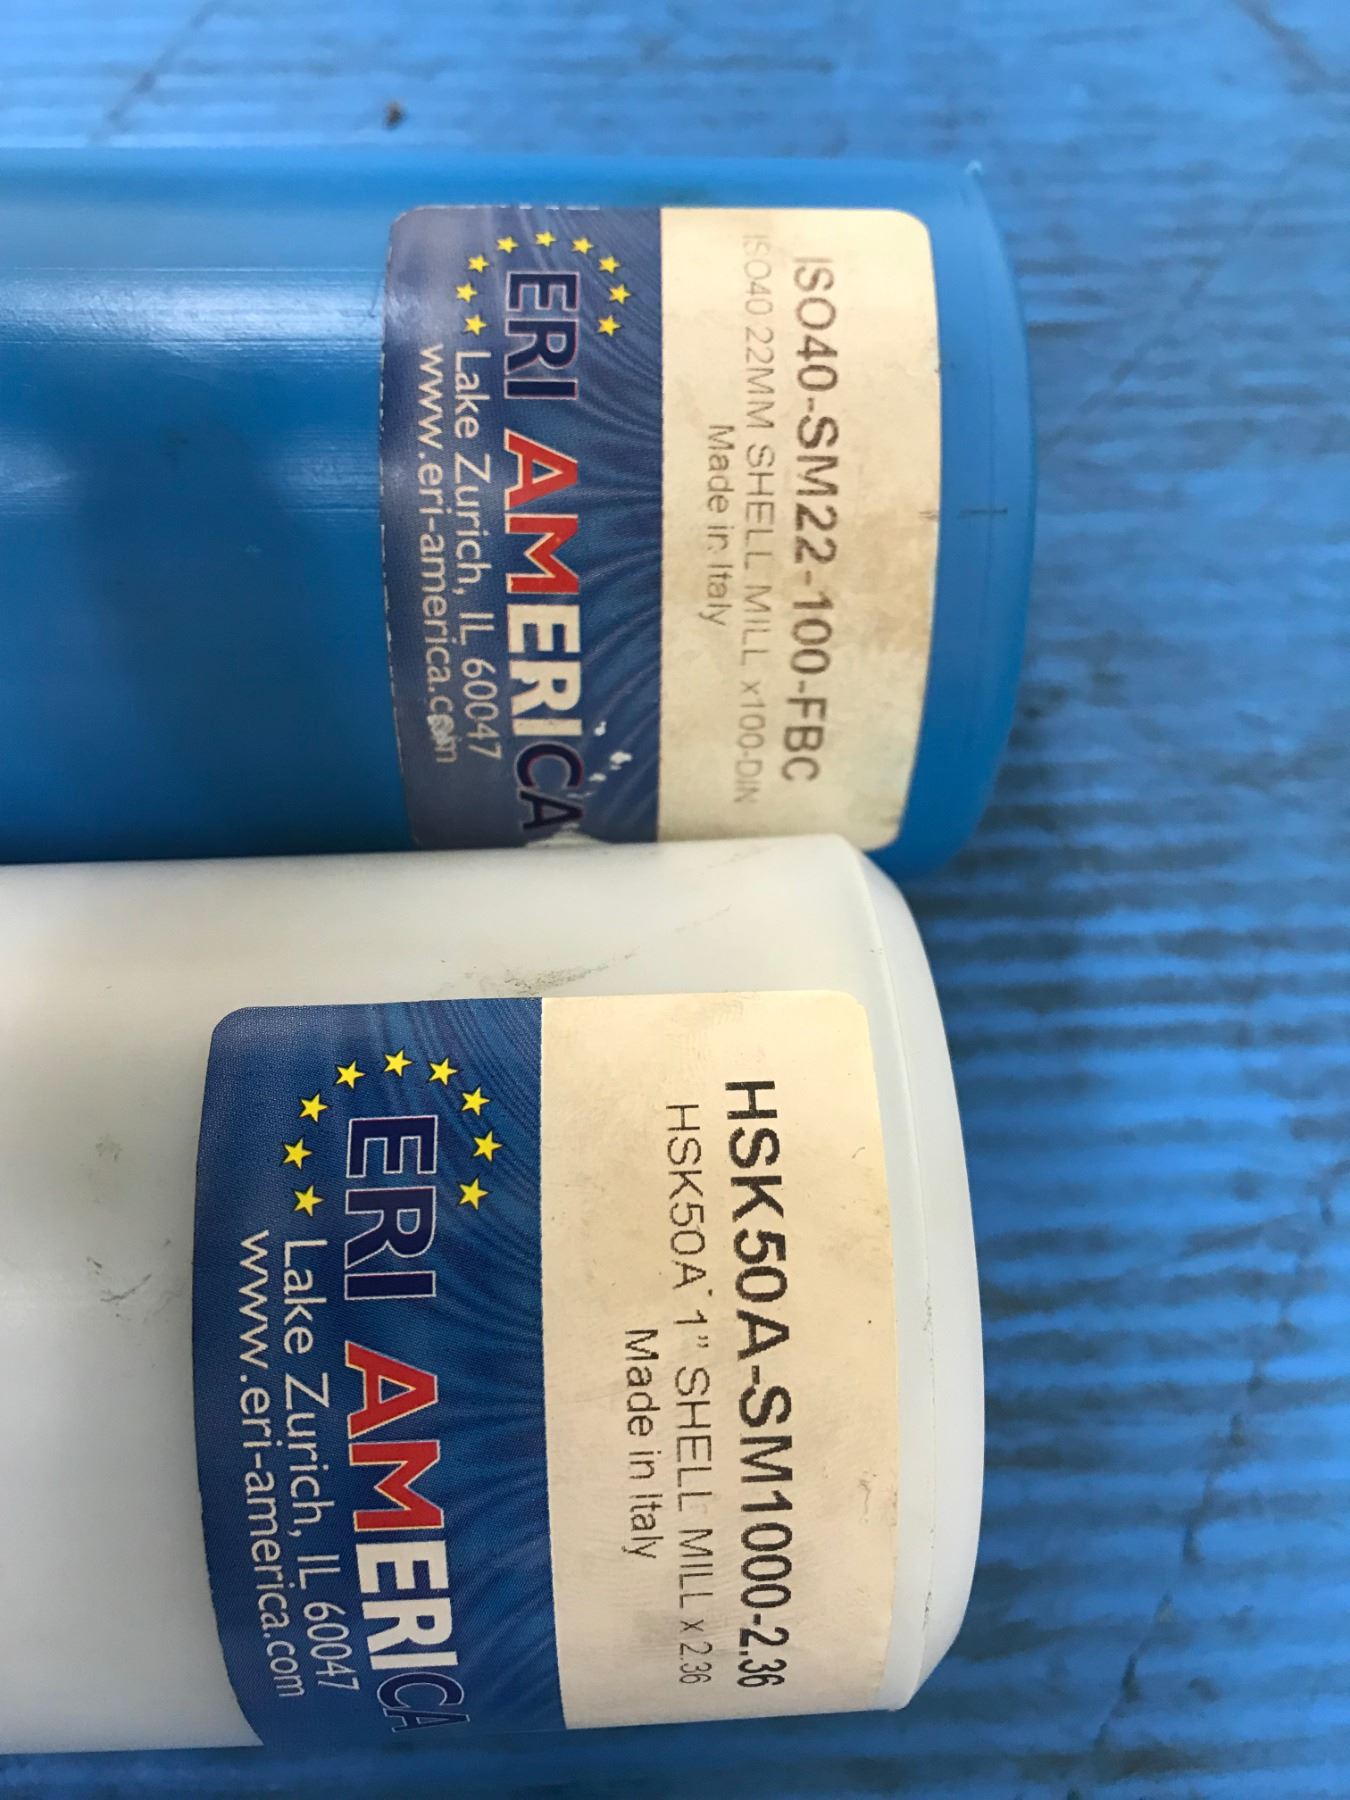 ISO40-SM22-100-FBC
ISO40 22MM SHELL MILL x100-DIN
Made in Italy
ERI AMERICA
Lake Zurich, IL 60047
www.eri-america.com
HSK50A-SM1000-2.36
HSK50A 1" SHELL MILL x 2.36
Made in Italy
ERI AMERICA
Lake Zurich, IL 60047
www.eri-america.com